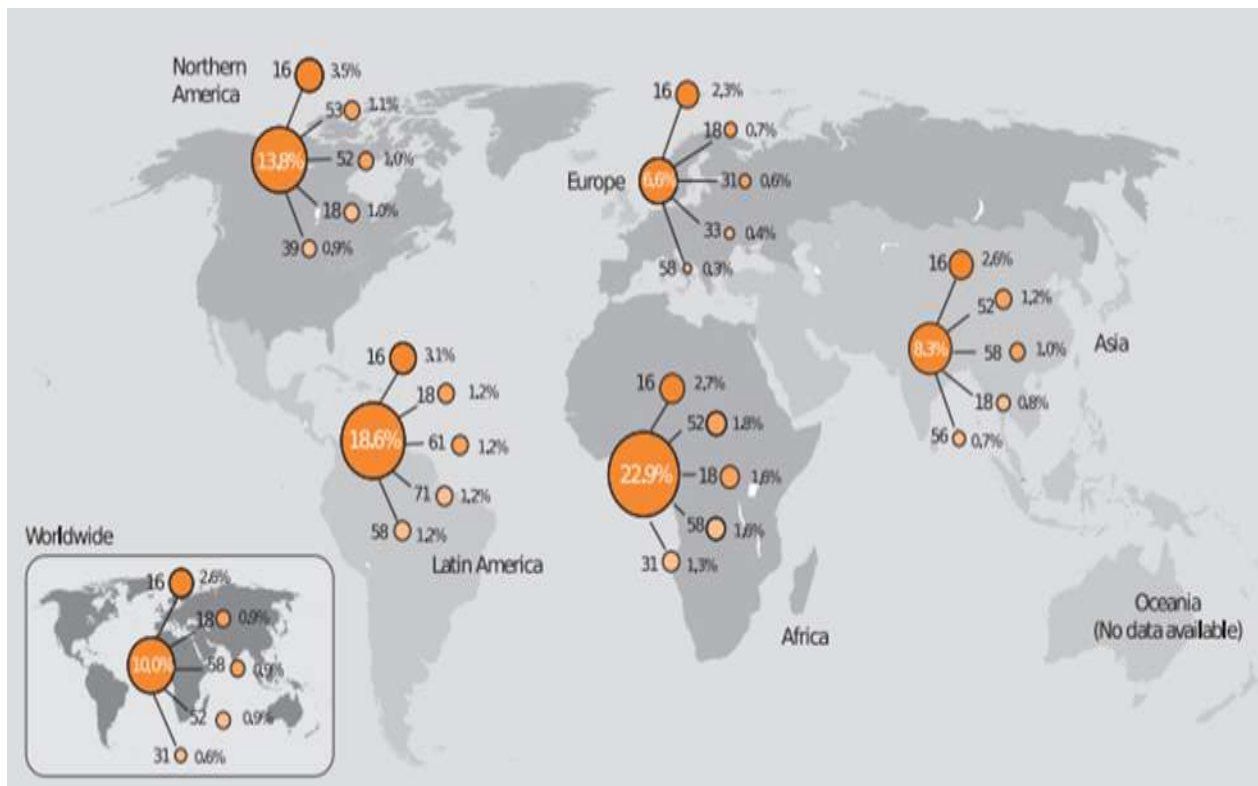 Northern
America
16 3.5%
53 1.1%
13,8% 52 1,0%
18 1.0%
39 0,9%
16 2,3%
18 0,7%
Europe 6,6% 31 0,6%
33 0.4%
58 0.3%
16 2.6%
52 1,2%
8.3% 58 1.0%
18 0.8%
56 0,7%
Asia
16 3.1%
18 1,2%
18.6% 61 1,2%
71 1,2%
58 1.2%
Latin America
16 2,7%
52 1.8%
22.9% 18 1,6%
58 1,6%
31 1,3%
Africa
Oceania
(No data available)
Worldwide
16 2.6%
18 0.9%
10,0% 58 0.9%
52 0.9%
31 0.6%